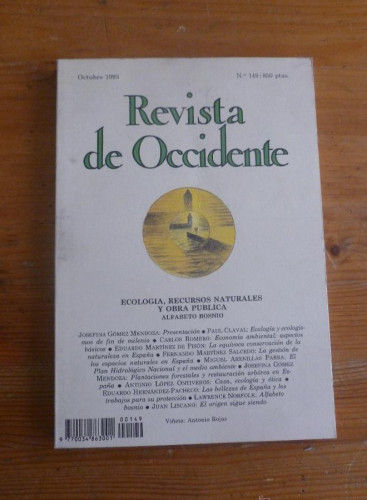 Octubre 1993
N.º 149 / 950 ptas.
Revista
de Occidente
ECOLOGIA, RECURSOS NATURALES
Y OBRA PUBLICA
ALFABETO BOSNIO
JOSEFINA GÓMEZ MENDOZA: Presentación ● PAUL CLAVAL: Ecología y ecologis-
mos de fin de milenio ● CARLOS ROMERO: Economía ambiental: aspectos
básicos ● EDUARDO MARTÍNEZ DE PISÓN: La equívoca conservación de la
naturaleza en España ● FERNANDO MARTÍNEZ SALCEDO: La gestión de
los espacios naturales en España ● MIGUEL ARENILLAS PARRA: El
Plan Hidrológico Nacional y el medio ambiente ● JOSEFINA GÓMEZ
MENDOZA: Plantaciones forestales y restauración arbórea en Es-
paña ● ANTONIO LÓPEZ ONTIVEROS: Caza, ecología y ética ●
EDUARDO HERNÁNDEZ-PACHECO: Las bellezas de España y los
trabajos para su protección ● LAWRENCE NORFOLK: Alfabeto
bosnio ● JUAN LISCANO: El origen sigue siendo
00149
9 770034 863001
Viñeta: Antonio Rojas